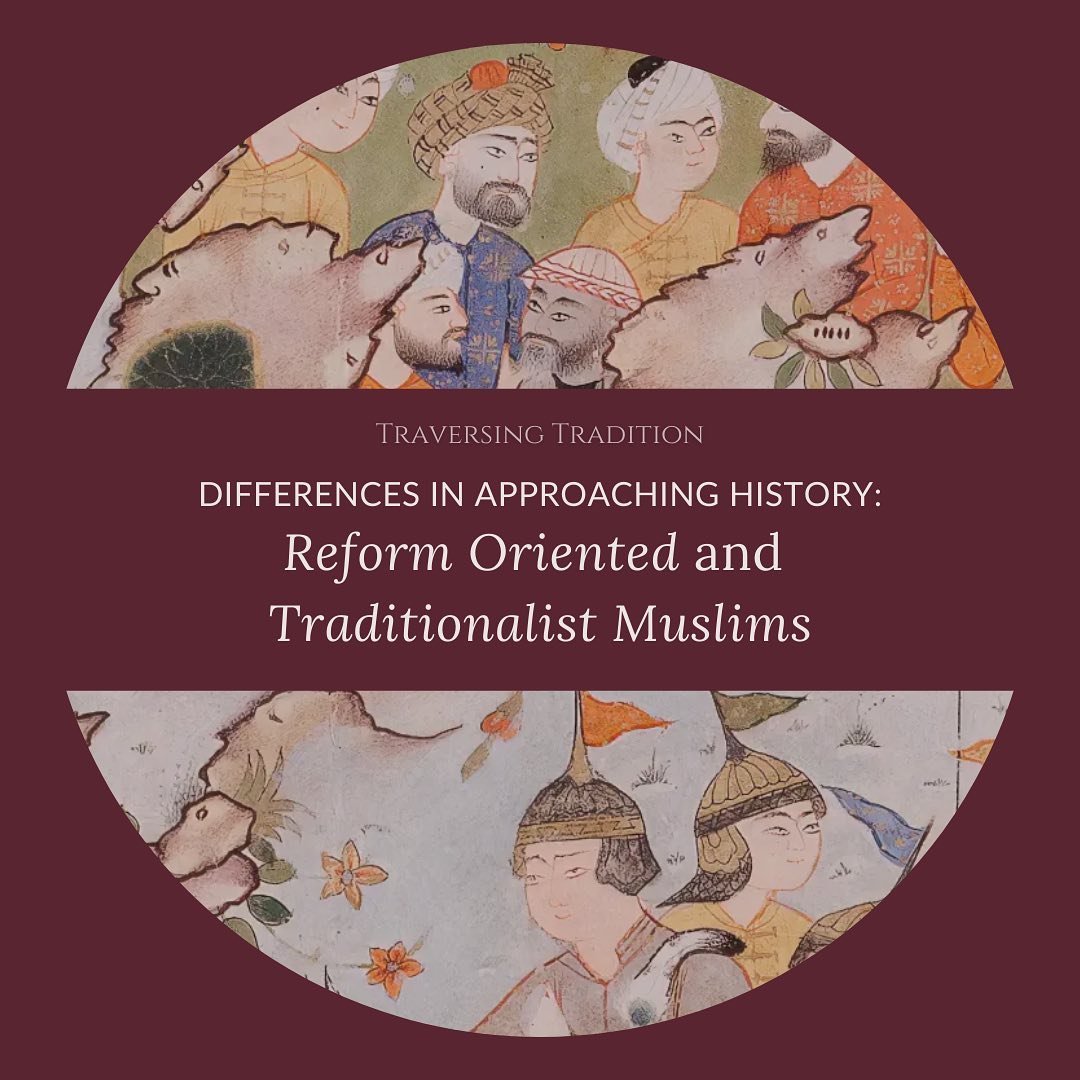 Traversing Tradition
DIFFERENCES IN APPROACHING HISTORY:
Reform Oriented and
Traditionalist Muslims